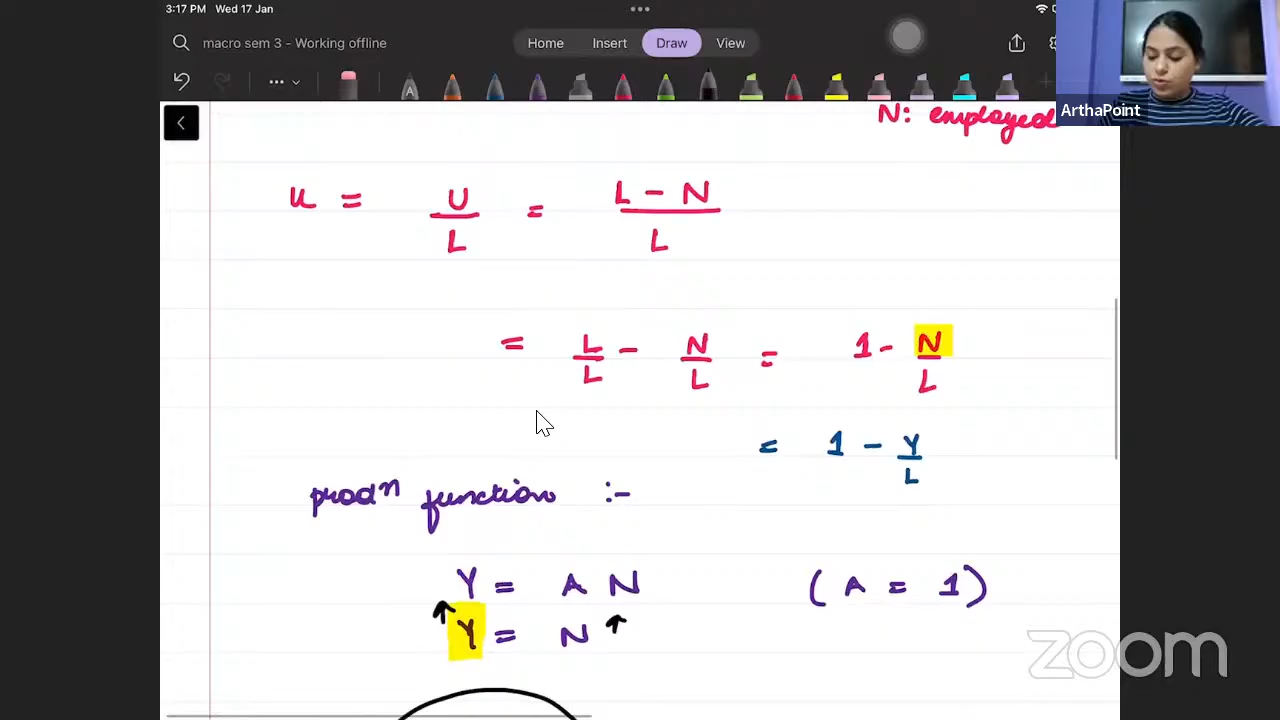 3:17 PM Wed 17 Jan
macro sem 3 - Working offline
Home Insert Draw View
A
ArthaPoint
N: employed
u = U/L = L - N/L
= L/L - N/L = 1 - N/L
= 1 - Y/L
prodⁿ function :-
Y = A N (A = 1)
↑Y = N↑
zoom